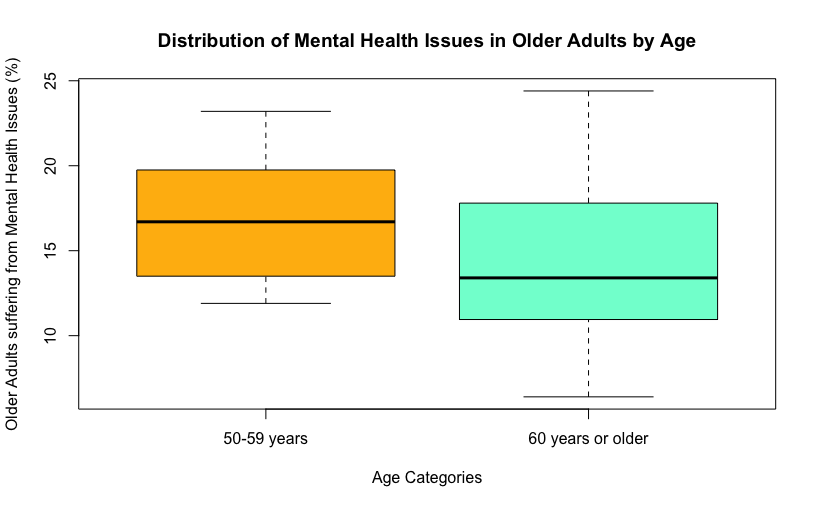 Distribution of Mental Health Issues in Older Adults by Age
Older Adults suffering from Mental Health Issues (%)
25
20
15
10
50-59 years
60 years or older
Age Categories